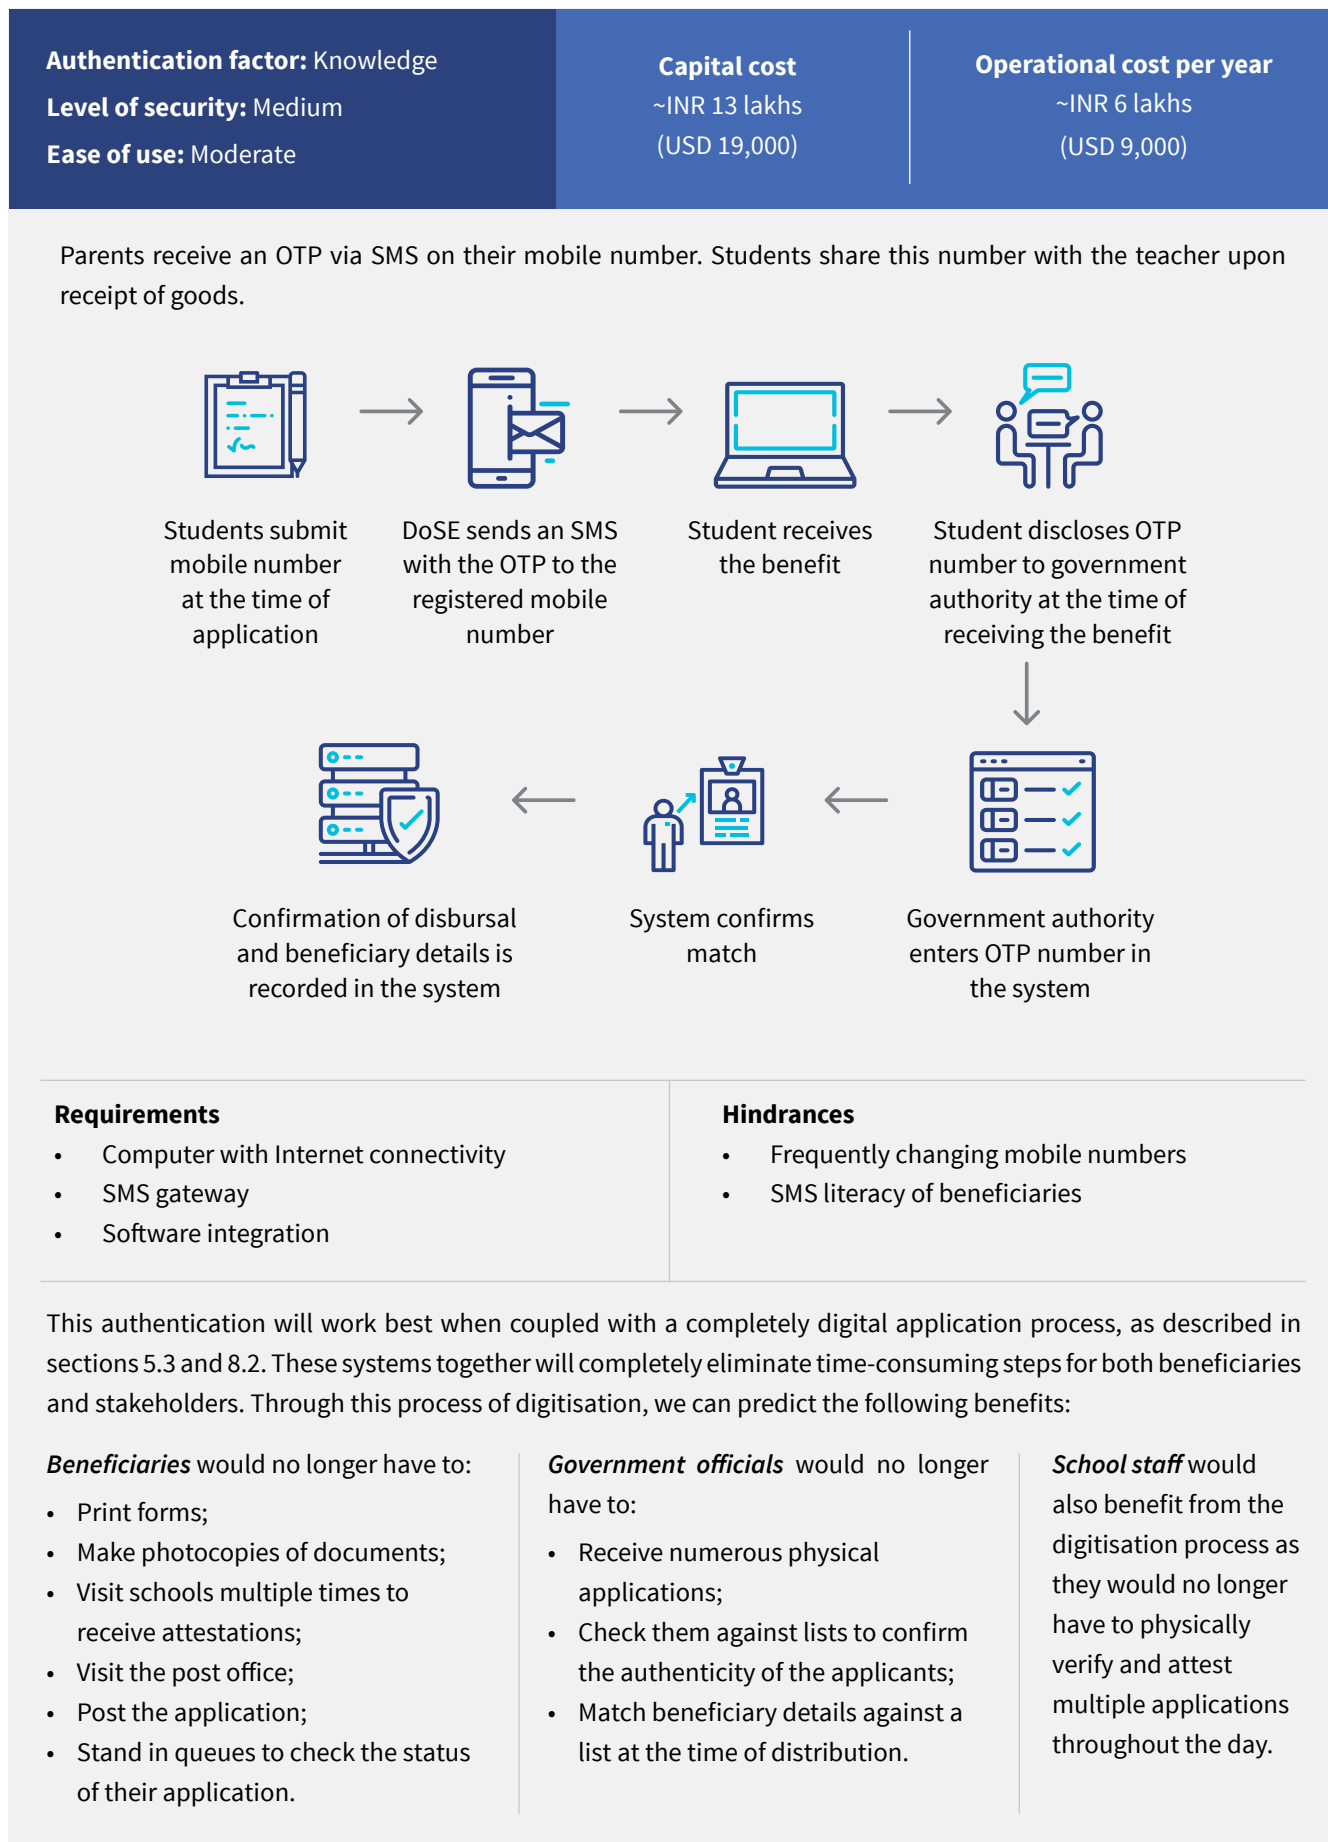 Authentication factor: Knowledge
Level of security: Medium
Ease of use: Moderate
Capital cost
~INR 13 lakhs
(USD 19,000)
Operational cost per year
~INR 6 lakhs
(USD 9,000)
Parents receive an OTP via SMS on their mobile number. Students share this number with the teacher upon
receipt of goods.
Students submit
mobile number
at the time of
application
DoSE sends an SMS
with the OTP to the
registered mobile
number
Student receives
the benefit
Student discloses OTP
number to government
authority at the time of
receiving the benefit
Confirmation of disbursal
and beneficiary details is
recorded in the system
System confirms
match
Government authority
enters OTP number in
the system
Requirements
• Computer with Internet connectivity
• SMS gateway
• Software integration
Hindrances
• Frequently changing mobile numbers
• SMS literacy of beneficiaries
This authentication will work best when coupled with a completely digital application process, as described in
sections 5.3 and 8.2. These systems together will completely eliminate time-consuming steps for both beneficiaries
and stakeholders. Through this process of digitisation, we can predict the following benefits:
Beneficiaries would no longer have to:
• Print forms;
• Make photocopies of documents;
• Visit schools multiple times to
receive attestations;
• Visit the post office;
• Post the application;
• Stand in queues to check the status
of their application.
Government officials would no longer
have to:
• Receive numerous physical
applications;
• Check them against lists to confirm
the authenticity of the applicants;
• Match beneficiary details against a
list at the time of distribution.
School staff would
also benefit from the
digitisation process as
they would no longer
have to physically
verify and attest
multiple applications
throughout the day.